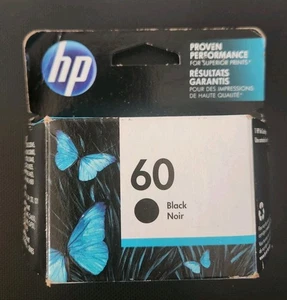 hp
PROVEN
PERFORMANCE
FOR SUPERIOR PRINTS
RÉSULTATS
GARANTIS
POUR DES IMPRESSIONS
DE HAUTE QUALITÉ
60
Black
Noir